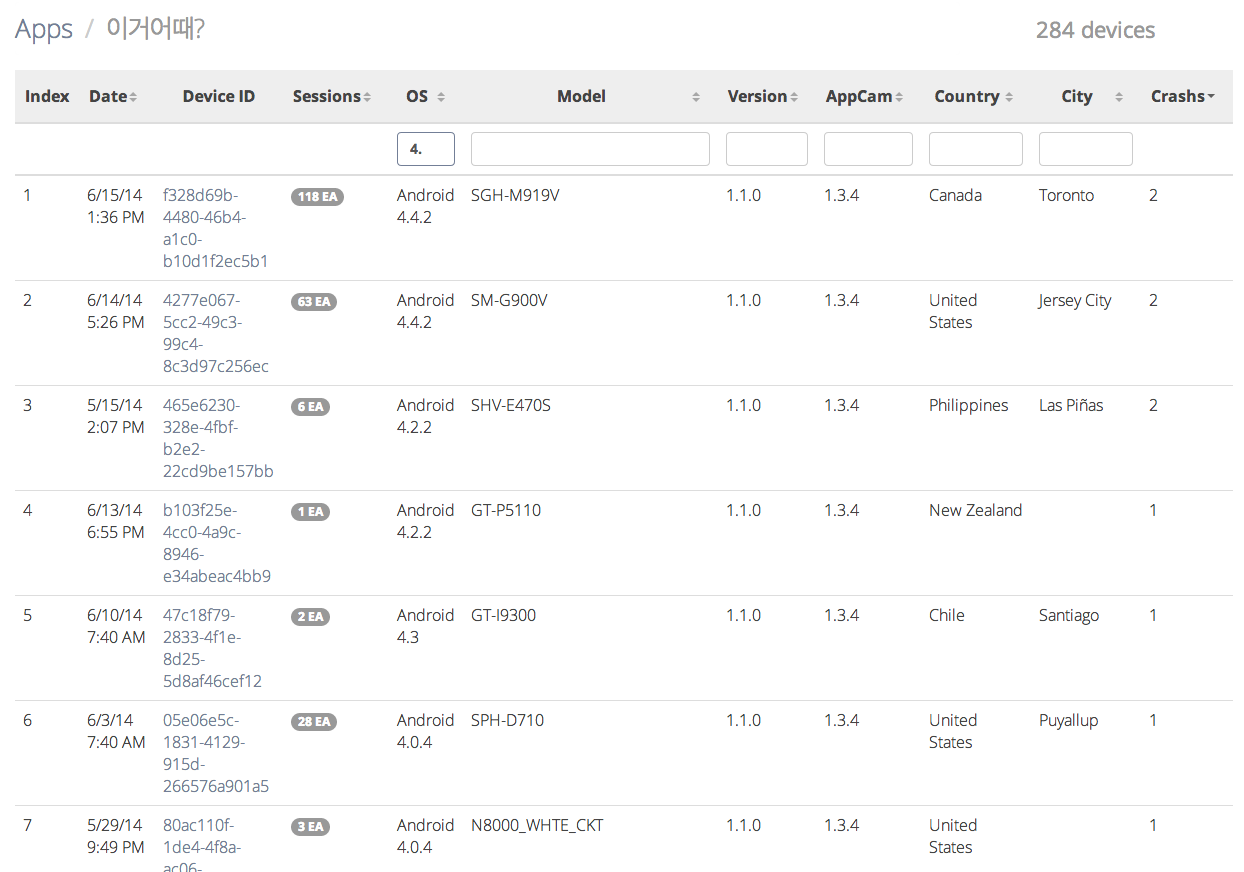 Apps / 이거어때?
284 devices
Index Date Device ID Sessions OS Model Version AppCam Country City Crashs
4.
1 6/15/14 f328d69b- 118 EA Android SGH-M919V 1.1.0 1.3.4 Canada Toronto 2
1:36 PM 4480-46b4- 4.4.2
a1c0-
b10d1f2ec5b1
2 6/14/14 4277e067- 63 EA Android SM-G900V 1.1.0 1.3.4 United Jersey City 2
5:26 PM 5cc2-49c3- 4.4.2 States
99c4-
8c3d97c256ec
3 5/15/14 465e6230- 6 EA Android SHV-E470S 1.1.0 1.3.4 Philippines Las Piñas 2
2:07 PM 328e-4fbf- 4.2.2
b2e2-
22cd9be157bb
4 6/13/14 b103f25e- 1 EA Android GT-P5110 1.1.0 1.3.4 New Zealand 1
6:55 PM 4cc0-4a9c- 4.2.2
8946-
e34abeac4bb9
5 6/10/14 47c18f79- 2 EA Android GT-I9300 1.1.0 1.3.4 Chile Santiago 1
7:40 AM 2833-4f1e- 4.3
8d25-
5d8af46cef12
6 6/3/14 05e06e5c- 28 EA Android SPH-D710 1.1.0 1.3.4 United Puyallup 1
7:40 AM 1831-4129- 4.0.4 States
915d-
266576a901a5
7 5/29/14 80ac110f- 3 EA Android N8000_WHTE_CKT 1.1.0 1.3.4 United 1
9:49 PM 1de4-4f8a- 4.0.4 States
ac06-